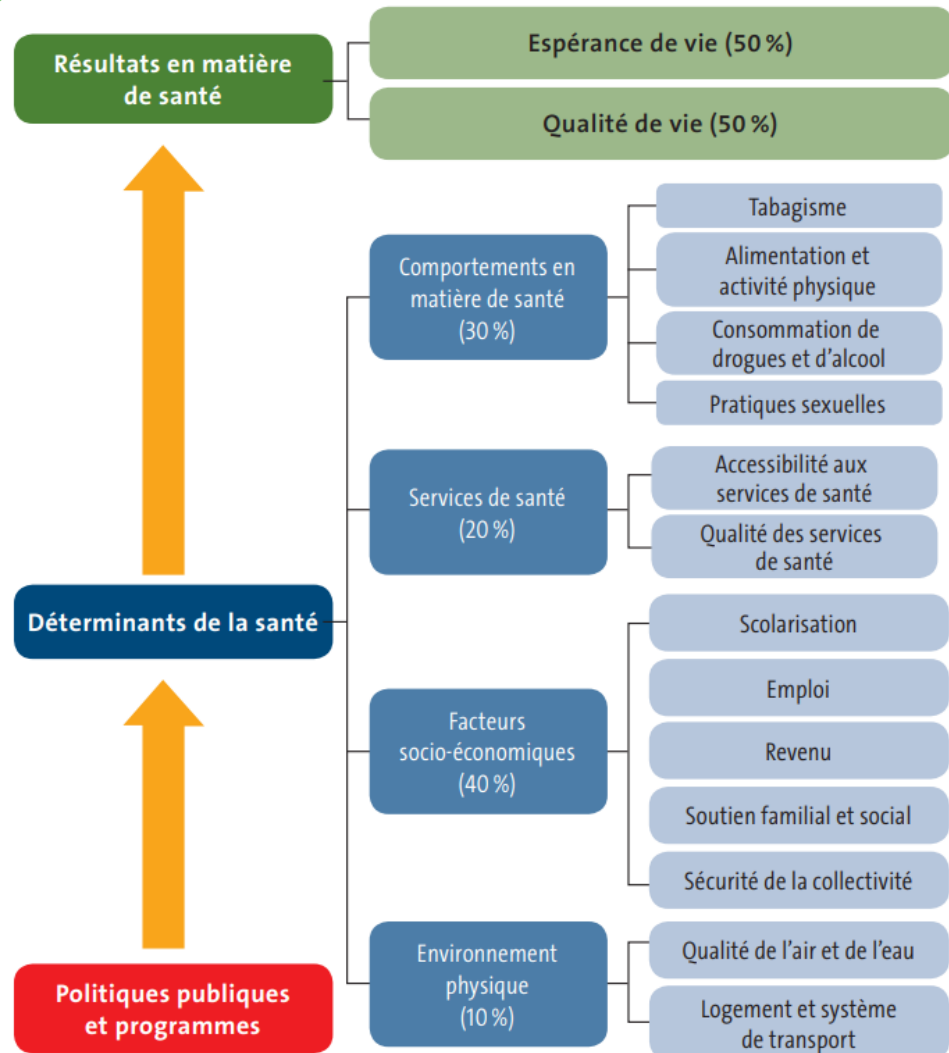 Résultats en matière
de santé
Espérance de vie (50 %)
Qualité de vie (50 %)
Déterminants de la santé
Comportements en
matière de santé
(30 %)
Tabagisme
Alimentation et
activité physique
Consommation de
drogues et d’alcool
Pratiques sexuelles
Services de santé
(20 %)
Accessibilité aux
services de santé
Qualité des services
de santé
Facteurs
socio-économiques
(40 %)
Scolarisation
Emploi
Revenu
Soutien familial et social
Sécurité de la collectivité
Environnement
physique
(10 %)
Qualité de l’air et de l’eau
Logement et système
de transport
Politiques publiques
et programmes